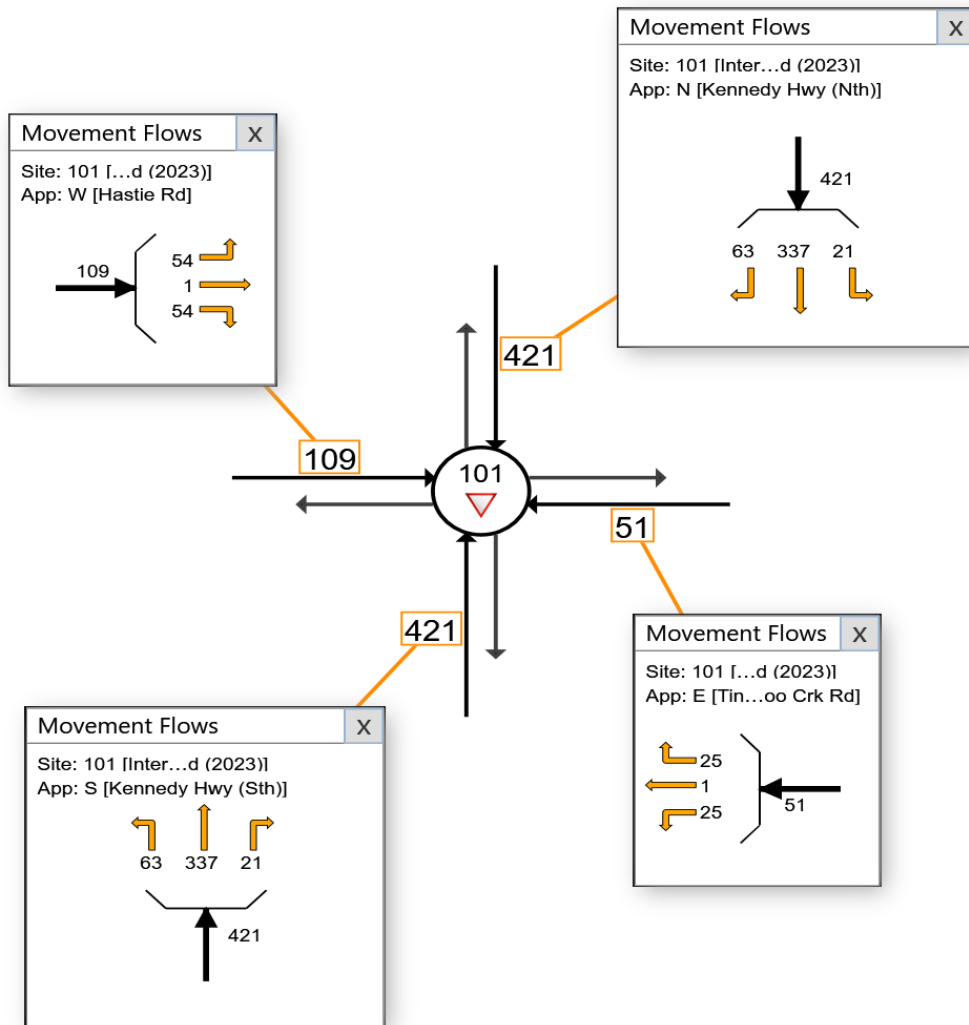 Movement Flows X
Site: 101 [Inter...d (2023)]
App: N [Kennedy Hwy (Nth)]
421
63 337 21
Movement Flows X
Site: 101 [...d (2023)]
App: W [Hastie Rd]
109
54
1
54
421
109
101
51
421
Movement Flows X
Site: 101 [...d (2023)]
App: E [Tin...oo Crk Rd]
25
1
25
51
Movement Flows X
Site: 101 [Inter...d (2023)]
App: S [Kennedy Hwy (Sth)]
63 337 21
421